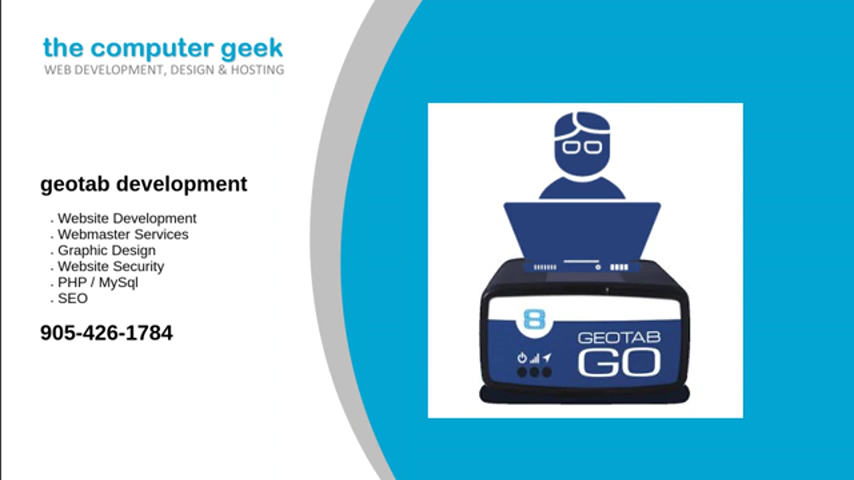 the computer geek
WEB DEVELOPMENT, DESIGN & HOSTING
geotab development
. Website Development
. Webmaster Services
. Graphic Design
. Website Security
. PHP / MySql
. SEO
905-426-1784
8
GEOTAB
GO